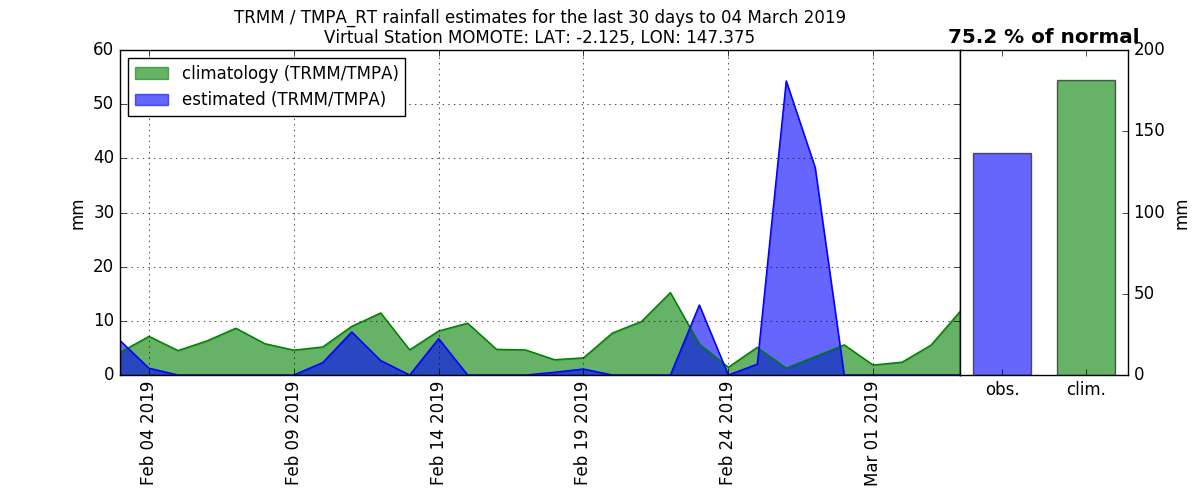 TRMM / TMPA_RT rainfall estimates for the last 30 days to 04 March 2019
Virtual Station MOMOTE: LAT: -2.125, LON: 147.375
75.2 % of normal
climatology (TRMM/TMPA)
estimated (TRMM/TMPA)
60
50
40
30
20
10
0
mm
Feb 04 2019
Feb 09 2019
Feb 14 2019
Feb 19 2019
Feb 24 2019
Mar 01 2019
obs.
clim.
200
150
100
50
0
mm